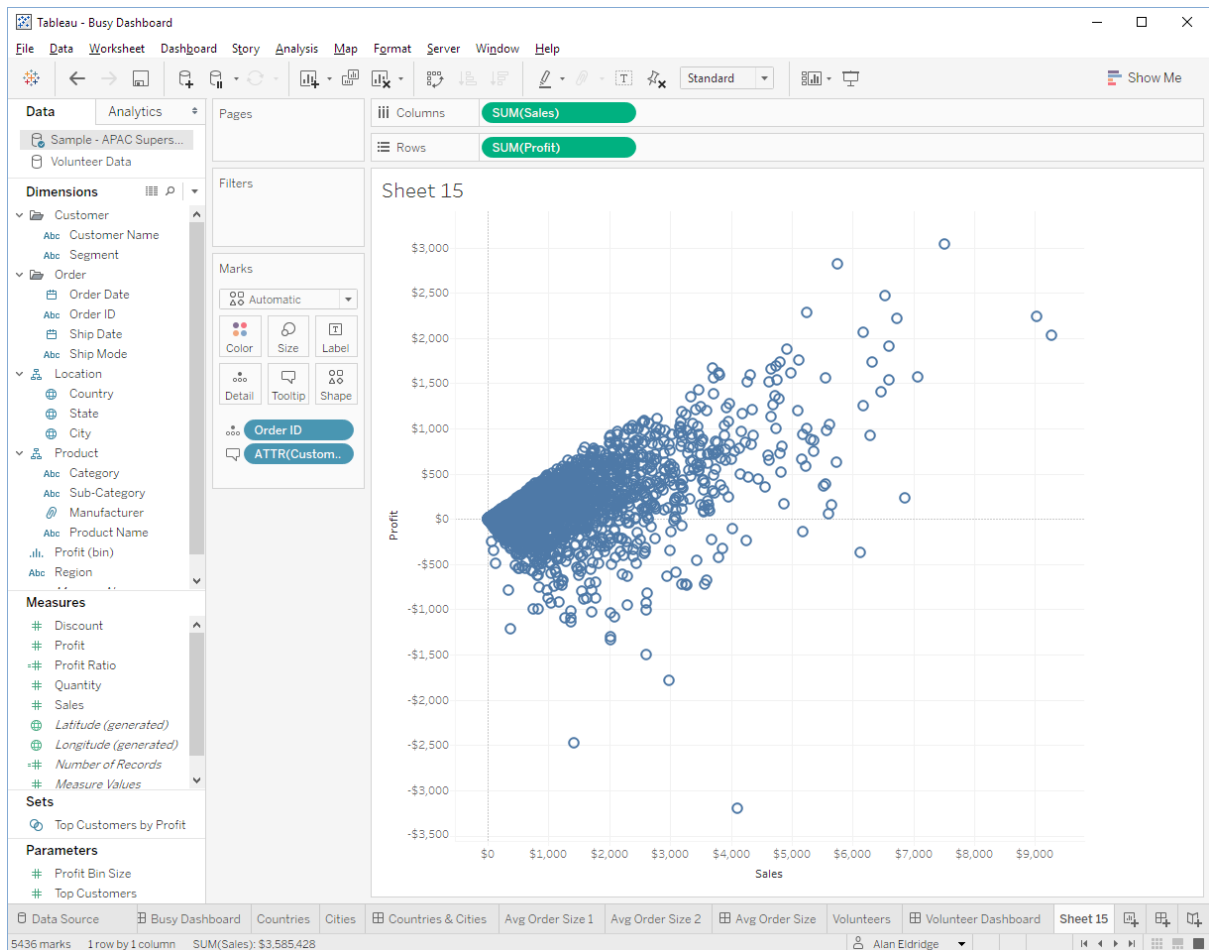 Tableau - Busy Dashboard
File Data Worksheet Dashboard Story Analysis Map Format Server Window Help
Standard
Show Me
Data Analytics
Sample - APAC Supers...
Volunteer Data
Dimensions
Customer
Abc Customer Name
Abc Segment
Order
Order Date
Abc Order ID
Ship Date
Abc Ship Mode
Location
Country
State
City
Product
Abc Category
Abc Sub-Category
Manufacturer
Abc Product Name
Profit (bin)
Abc Region
Measures
# Discount
# Profit
=# Profit Ratio
# Quantity
# Sales
Latitude (generated)
Longitude (generated)
=# Number of Records
# Measure Values
Sets
Top Customers by Profit
Parameters
# Profit Bin Size
# Top Customers
Pages
Filters
Marks
Automatic
Color Size Label
Detail Tooltip Shape
Order ID
ATTR(Custom..
Columns SUM(Sales)
Rows SUM(Profit)
Sheet 15
$3,000
$2,500
$2,000
$1,500
$1,000
$500
$0
-$500
-$1,000
-$1,500
-$2,000
-$2,500
-$3,000
-$3,500
Profit
$0 $1,000 $2,000 $3,000 $4,000 $5,000 $6,000 $7,000 $8,000 $9,000
Sales
Data Source Busy Dashboard Countries Cities Countries & Cities Avg Order Size 1 Avg Order Size 2 Avg Order Size Volunteers Volunteer Dashboard Sheet 15
5436 marks 1 row by 1 column SUM(Sales): $3,585,428 Alan Eldridge